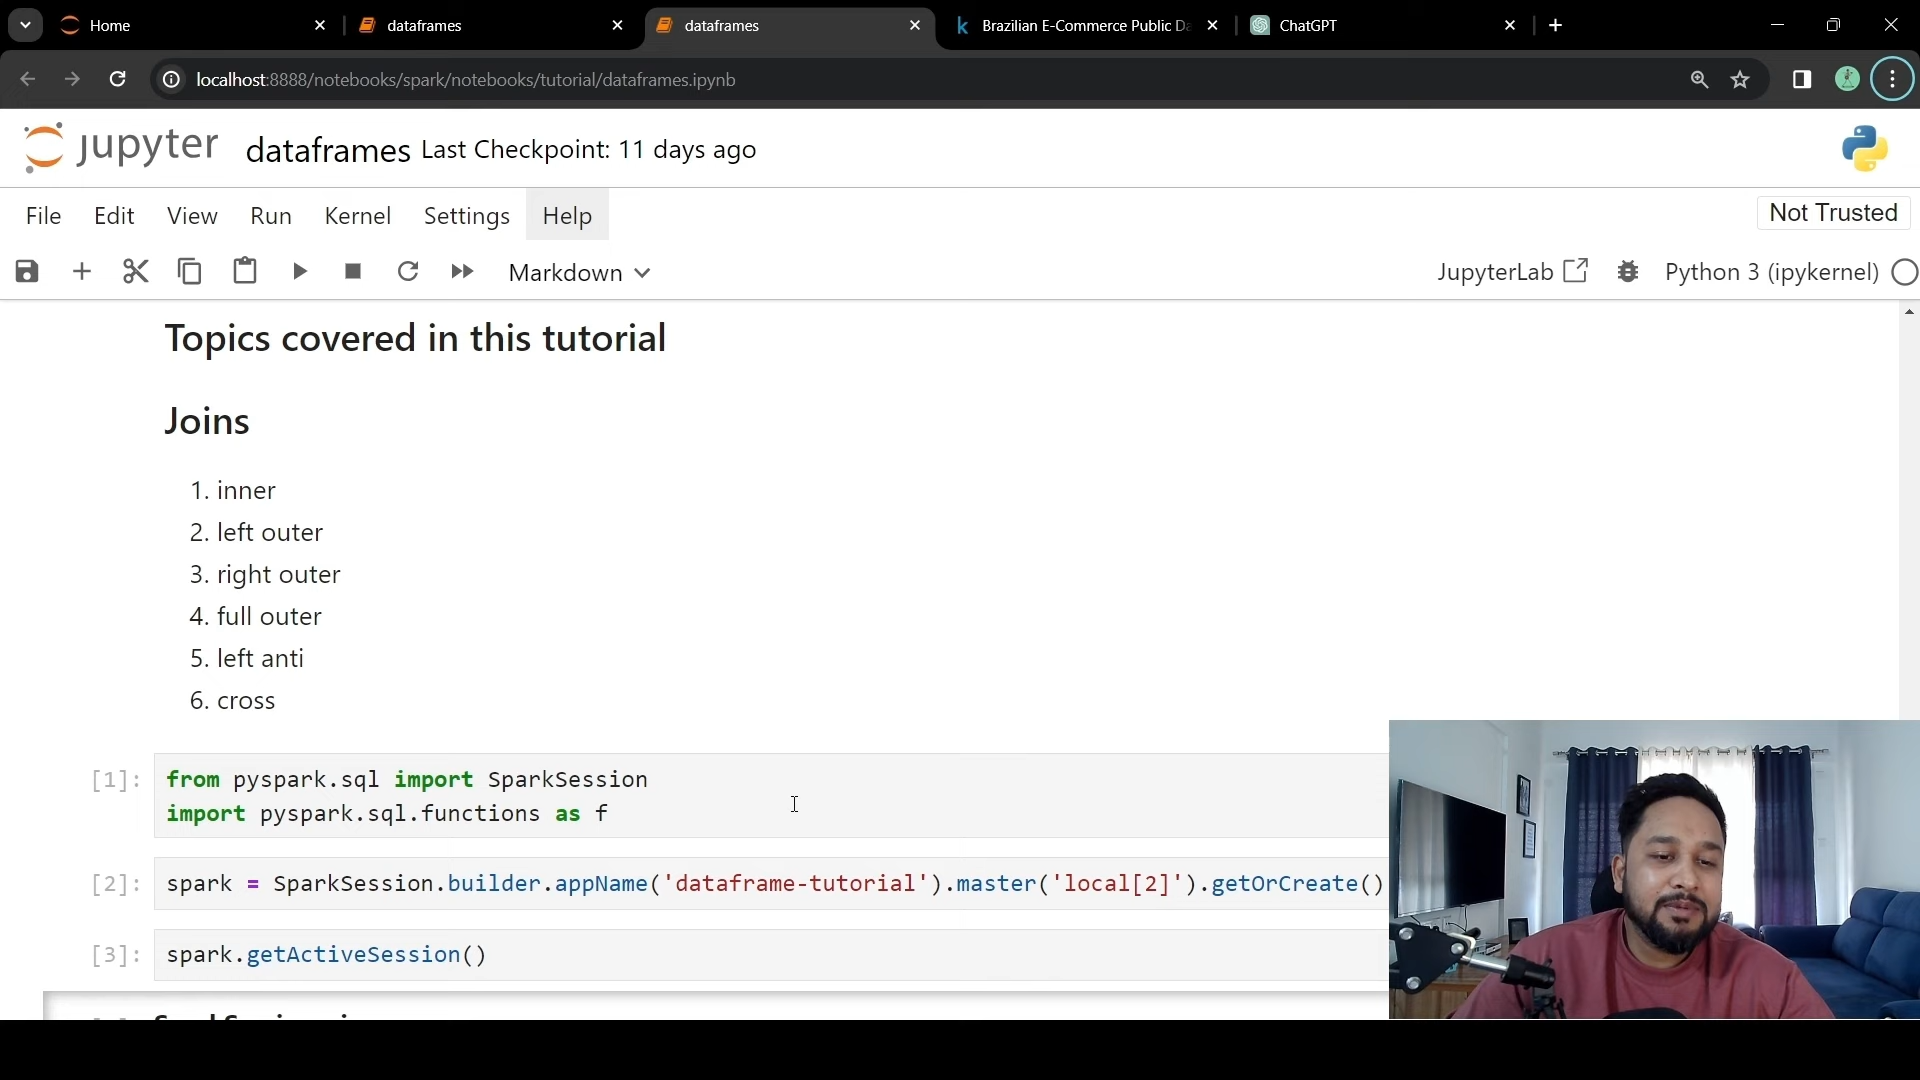 Home
dataframes
dataframes
Brazilian E-Commerce Public Da
ChatGPT
localhost:8888/notebooks/spark/notebooks/tutorial/dataframes.ipynb
jupyter dataframes Last Checkpoint: 11 days ago
File Edit View Run Kernel Settings Help
Not Trusted
Markdown
JupyterLab
Python 3 (ipykernel)
Topics covered in this tutorial
Joins
1. inner
2. left outer
3. right outer
4. full outer
5. left anti
6. cross
[1]: from pyspark.sql import SparkSession
import pyspark.sql.functions as f
[2]: spark = SparkSession.builder.appName('dataframe-tutorial').master('local[2]').getOrCreate()
[3]: spark.getActiveSession()